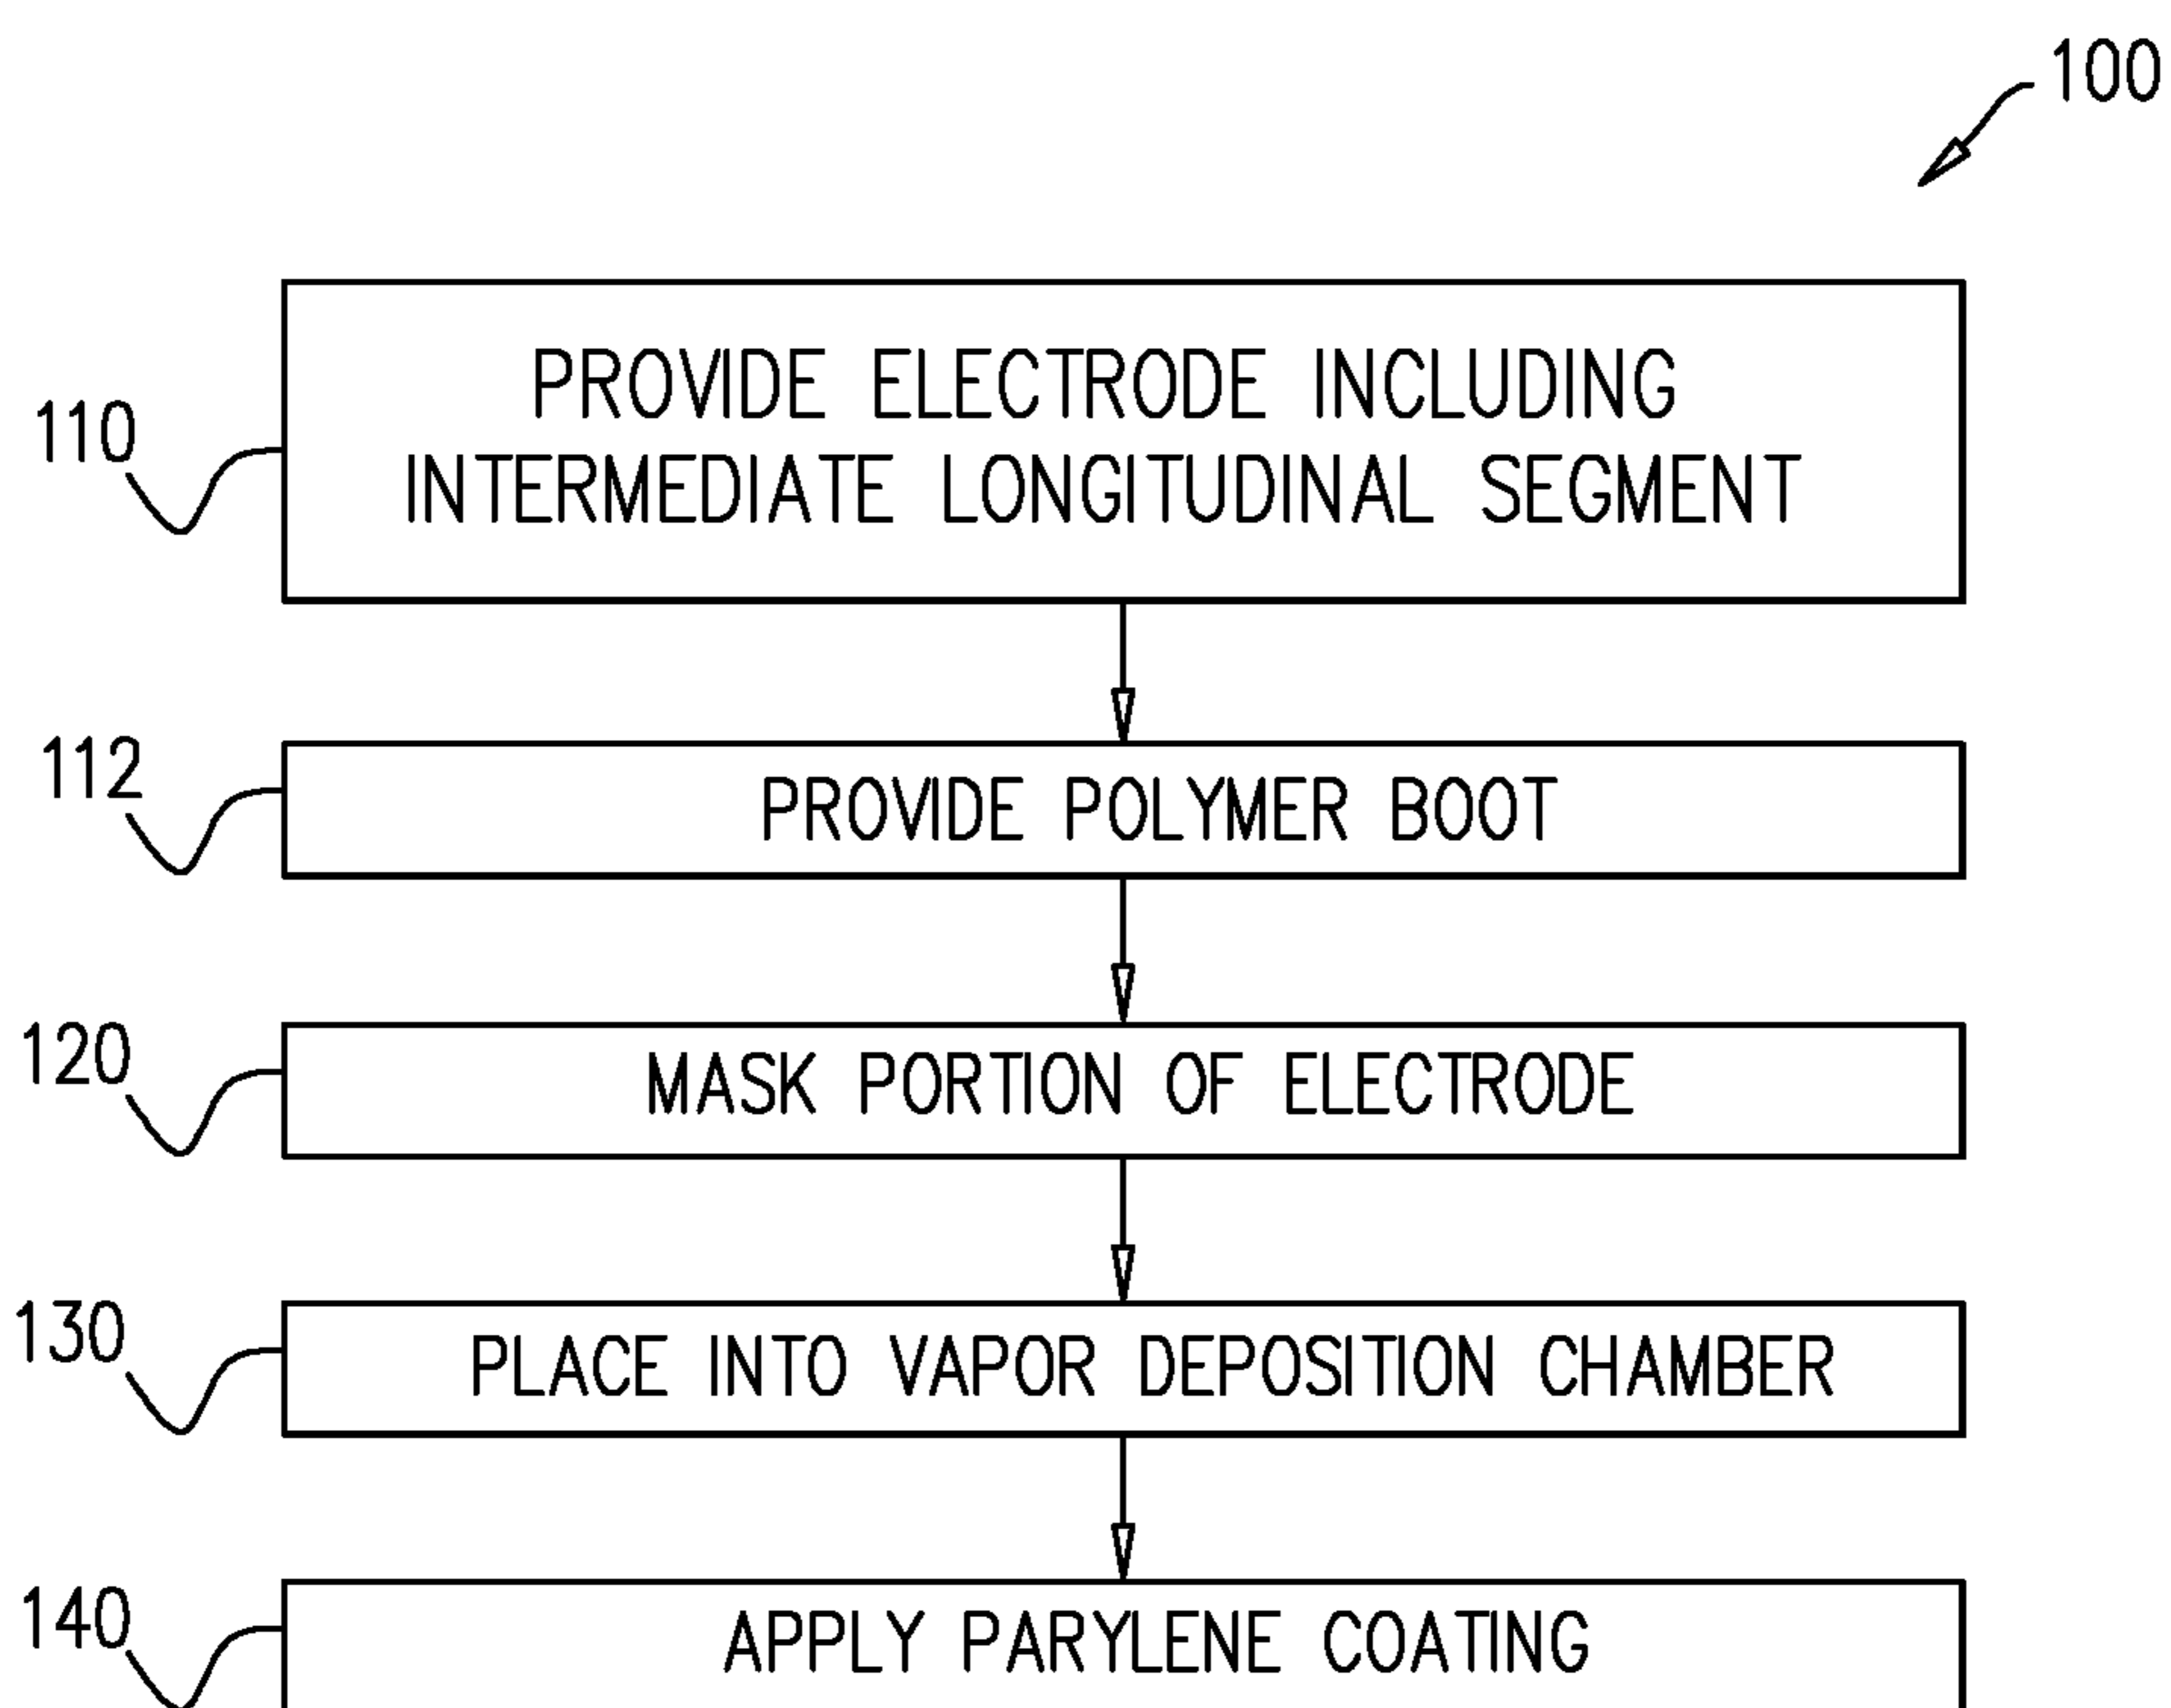 100
110
PROVIDE ELECTRODE INCLUDING
INTERMEDIATE LONGITUDINAL SEGMENT
112
PROVIDE POLYMER BOOT
120
MASK PORTION OF ELECTRODE
130
PLACE INTO VAPOR DEPOSITION CHAMBER
140
APPLY PARYLENE COATING